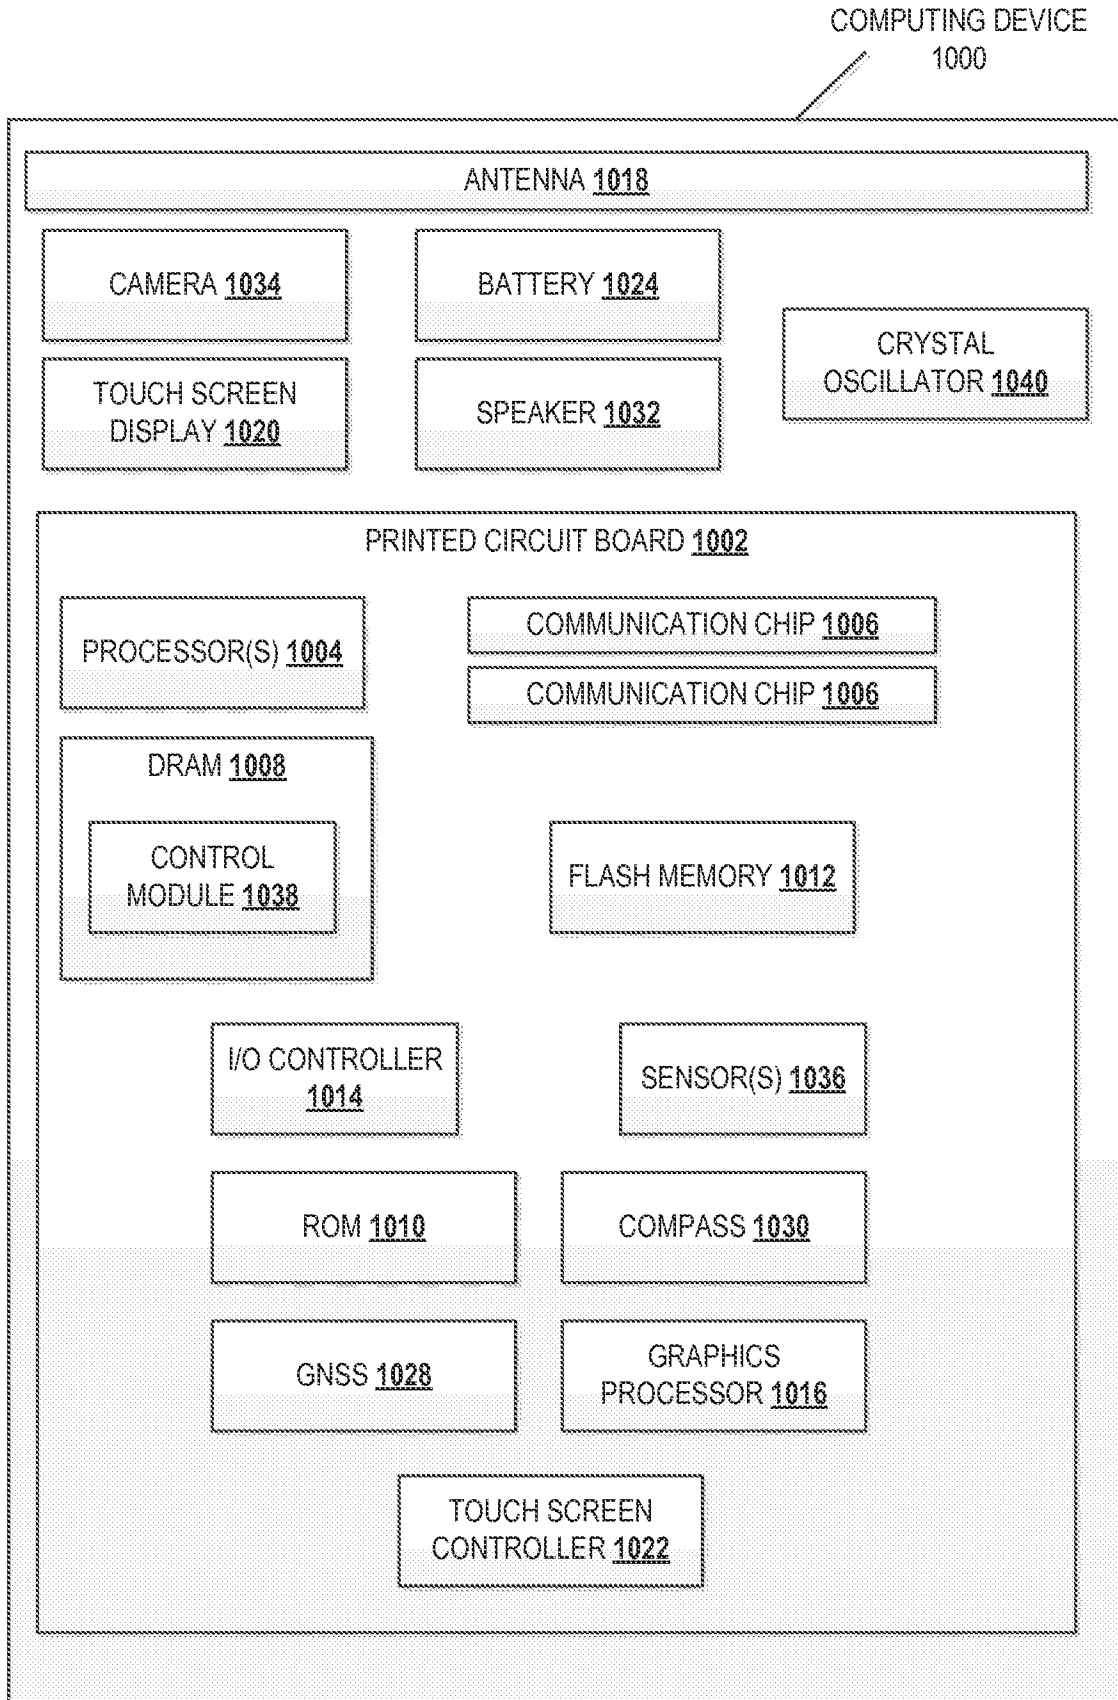 COMPUTING DEVICE
1000
ANTENNA 1018
CAMERA 1034
BATTERY 1024
CRYSTAL
OSCILLATOR 1040
TOUCH SCREEN
DISPLAY 1020
SPEAKER 1032
PRINTED CIRCUIT BOARD 1002
PROCESSOR(S) 1004
COMMUNICATION CHIP 1006
COMMUNICATION CHIP 1006
DRAM 1008
CONTROL
MODULE 1038
FLASH MEMORY 1012
I/O CONTROLLER
1014
SENSOR(S) 1036
ROM 1010
COMPASS 1030
GNSS 1028
GRAPHICS
PROCESSOR 1016
TOUCH SCREEN
CONTROLLER 1022